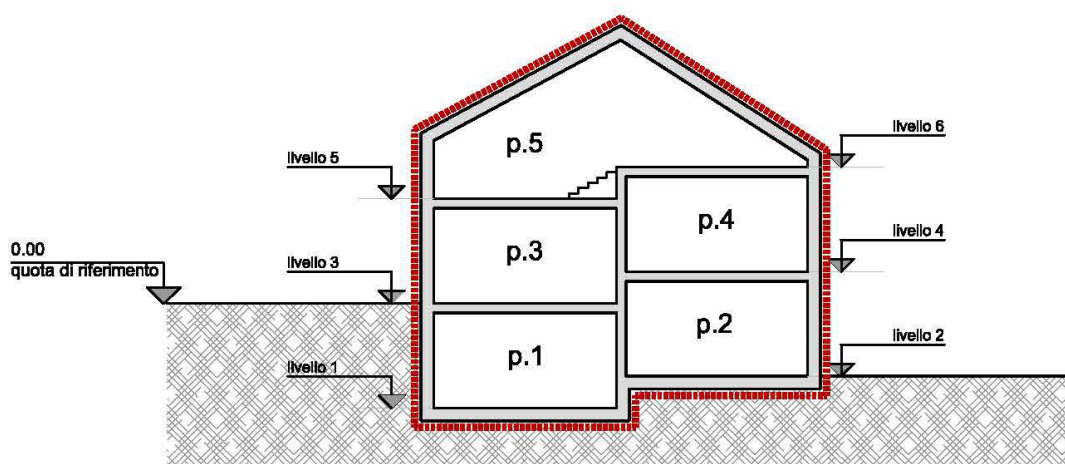 livello 6
p.5
livello 5
p.4
livello 4
0.00
quota di riferimento
p.3
livello 3
p.2
livello 2
p.1
livello 1